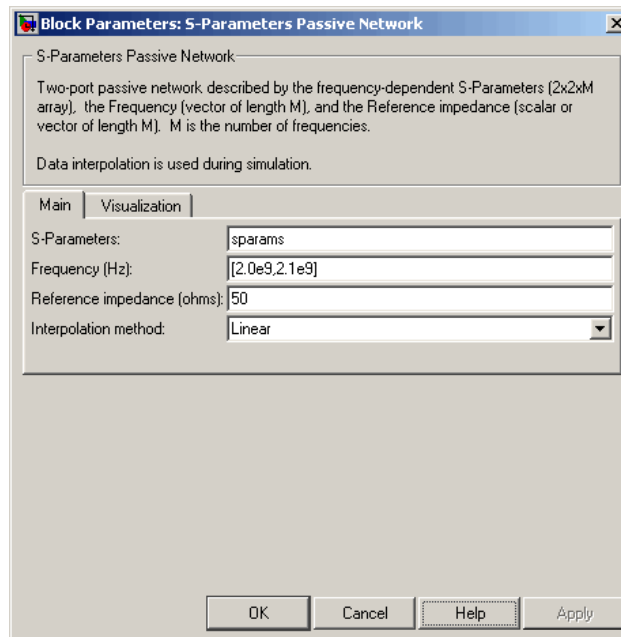 Block Parameters: S-Parameters Passive Network
S-Parameters Passive Network
Two-port passive network described by the frequency-dependent S-Parameters (2x2xM
array), the Frequency (vector of length M), and the Reference impedance (scalar or
vector of length M). M is the number of frequencies.
Data interpolation is used during simulation.
Main Visualization
S-Parameters: sparams
Frequency (Hz): [2.0e9,2.1e9]
Reference impedance (ohms): 50
Interpolation method: Linear
OK Cancel Help Apply